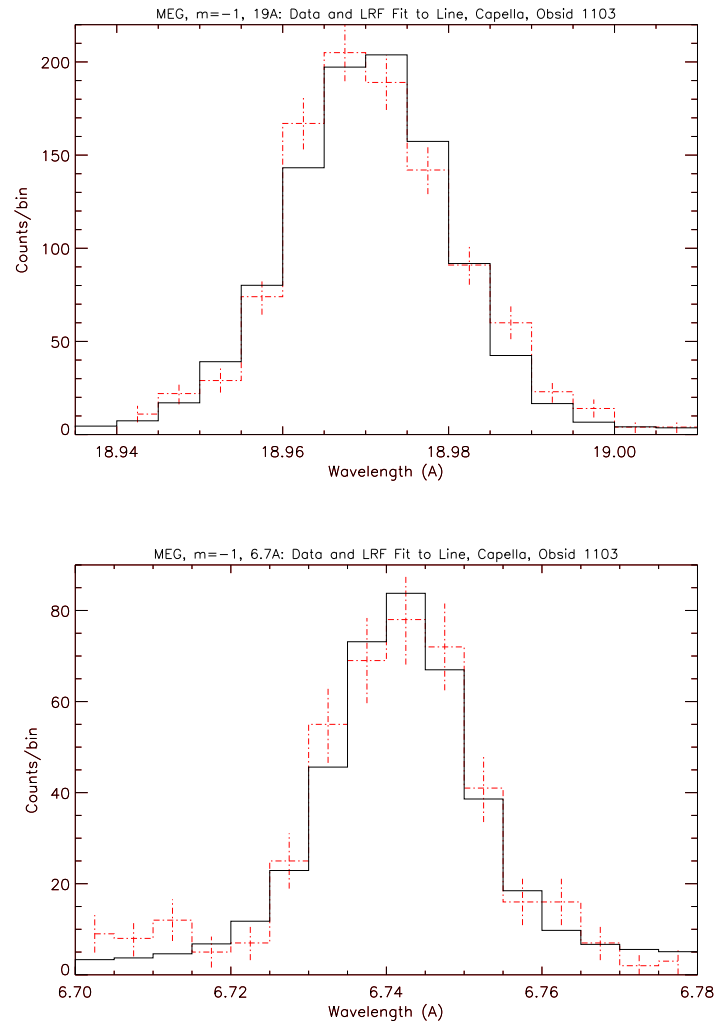 MEG, m=−1, 19A: Data and LRF Fit to Line, Capella, Obsid 1103
200
150
100
50
0
Counts/bin
18.94 18.96 18.98 19.00
Wavelength (A)
MEG, m=−1, 6.7A: Data and LRF Fit to Line, Capella, Obsid 1103
80
60
40
20
0
Counts/bin
6.70 6.72 6.74 6.76 6.78
Wavelength (A)